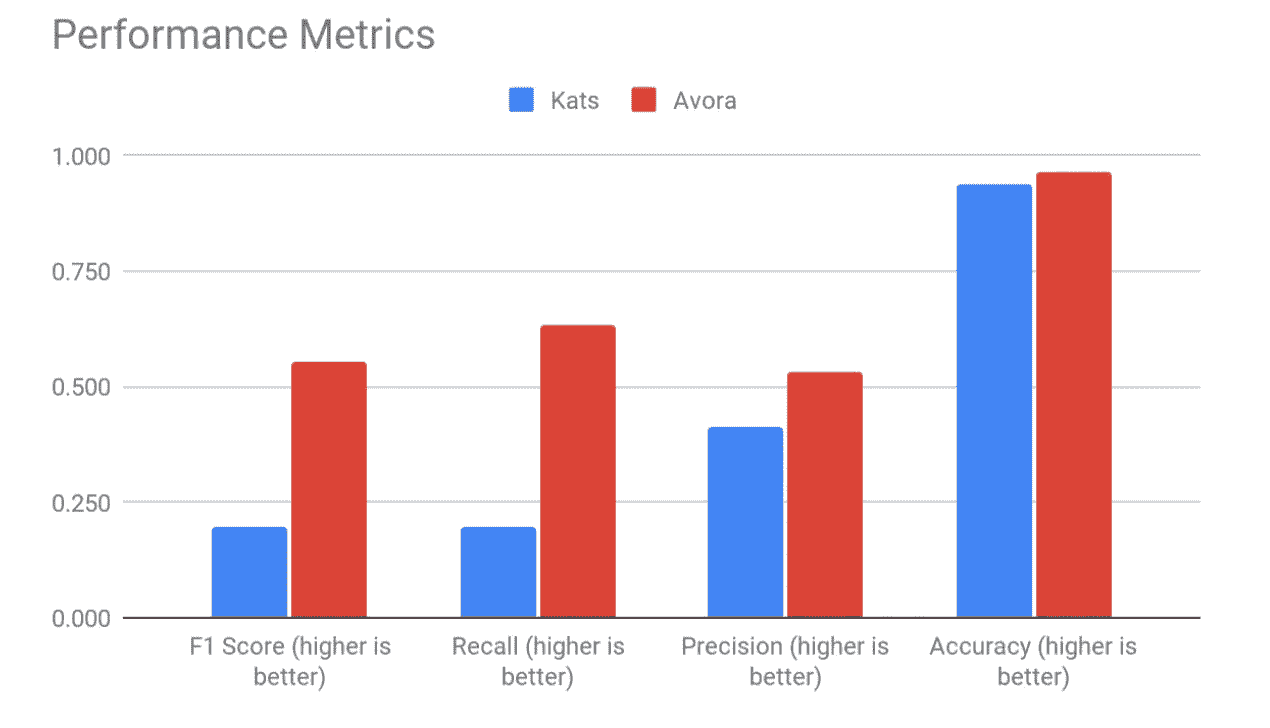 Performance Metrics
Kats
Avora
1.000
0.750
0.500
0.250
0.000
F1 Score (higher is
better)
Recall (higher is
better)
Precision (higher is
better)
Accuracy (higher is
better)